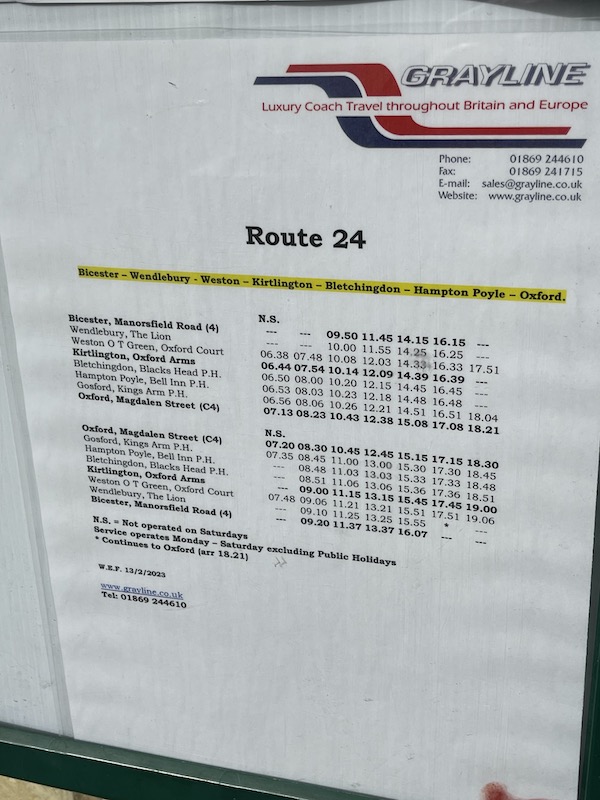 GRAYLINE
Luxury Coach Travel throughout Britain and Europe
Phone: 01869 244610
Fax: 01869 241715
E-mail: sales@grayline.co.uk
Website: www.grayline.co.uk
Route 24
Bicester – Wendlebury - Weston – Kirtlington – Bletchingdon – Hampton Poyle – Oxford.
N.S.
Bicester, Manorsfield Road (4) --- --- 09.50 11.45 14.15 16.15 ---
Wendlebury, The Lion --- --- 10.00 11.55 14.25 16.25 ---
Weston O T Green, Oxford Court 06.38 07.48 10.08 12.03 14.33 16.33 17.51
Kirtlington, Oxford Arms 06.44 07.54 10.14 12.09 14.39 16.39 ---
Bletchingdon, Blacks Head P.H. 06.50 08.00 10.20 12.15 14.45 16.45 ---
Hampton Poyle, Bell Inn P.H. 06.53 08.03 10.23 12.18 14.48 16.48 ---
Gosford, Kings Arm P.H. 06.56 08.06 10.26 12.21 14.51 16.51 18.04
Oxford, Magdalen Street (C4) 07.13 08.23 10.43 12.38 15.08 17.08 18.21
N.S.
Oxford, Magdalen Street (C4) 07.20 08.30 10.45 12.45 15.15 17.15 18.30
Gosford, Kings Arm P.H. 07.35 08.45 11.00 13.00 15.30 17.30 18.45
Hampton Poyle, Bell Inn P.H. --- 08.48 11.03 13.03 15.33 17.33 18.48
Bletchingdon, Blacks Head P.H. --- 08.51 11.06 13.06 15.36 17.36 18.51
Kirtlington, Oxford Arms --- 09.00 11.15 13.15 15.45 17.45 19.00
Weston O T Green, Oxford Court 07.48 09.06 11.21 13.21 15.51 17.51 19.06
Wendlebury, The Lion --- 09.10 11.25 13.25 15.55 * ---
Bicester, Manorsfield Road (4) --- 09.20 11.37 13.37 16.07 --- ---
N.S. = Not operated on Saturdays
Service operates Monday – Saturday excluding Public Holidays
* Continues to Oxford (arr 18.21)
W.E.F. 13/2/2023
www.grayline.co.uk
Tel: 01869 244610